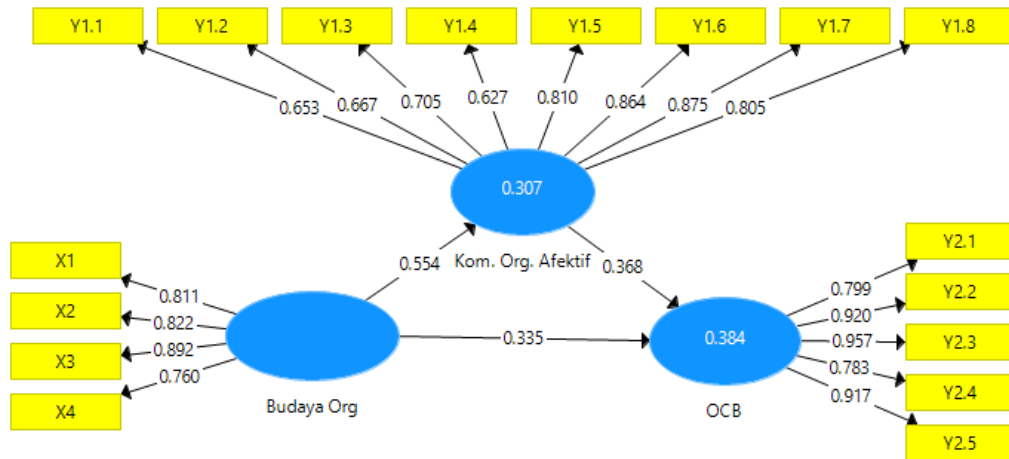 Y1.1 Y1.2 Y1.3 Y1.4 Y1.5 Y1.6 Y1.7 Y1.8
0.653 0.667 0.705 0.627 0.810 0.864 0.875 0.805
0.307
Kom. Org. Afektif
0.554
0.368
X1
X2
X3
X4
0.811
0.822
0.892
0.760
Budaya Org
0.335
0.384
OCB
0.799
0.920
0.957
0.783
0.917
Y2.1
Y2.2
Y2.3
Y2.4
Y2.5